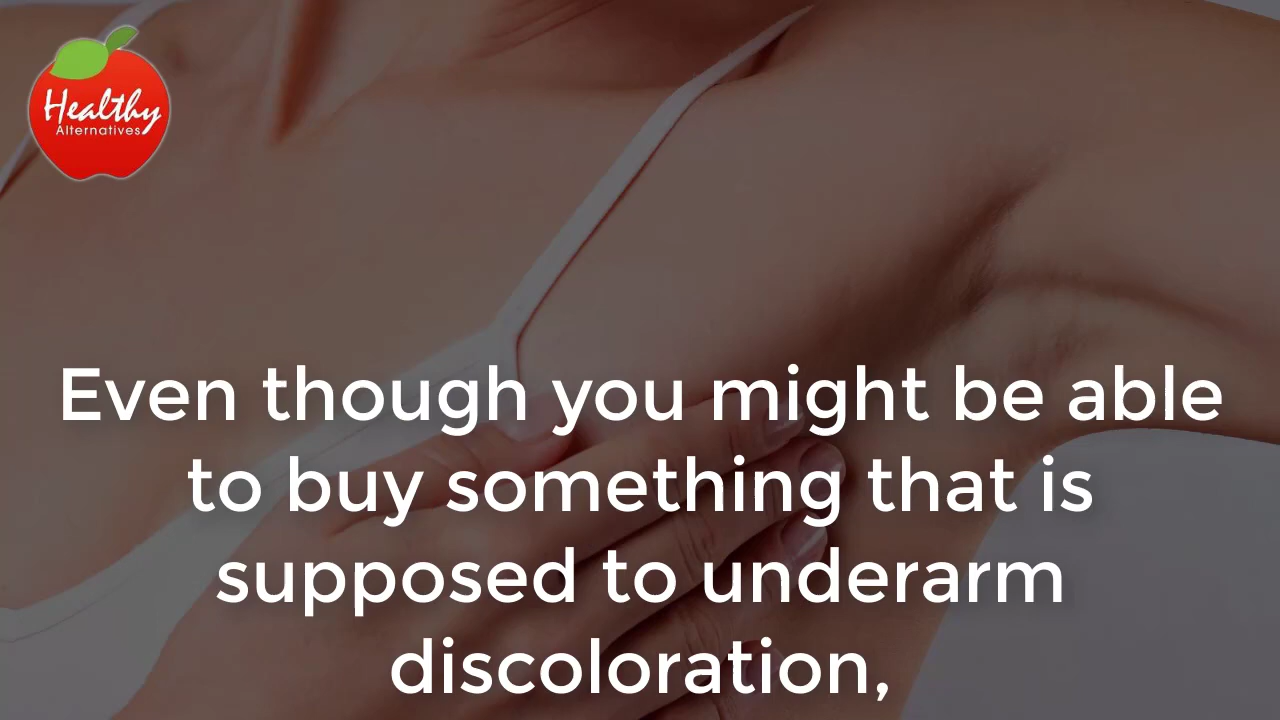 Healthy
Alternatives
Even though you might be able
to buy something that is
supposed to underarm
discoloration,